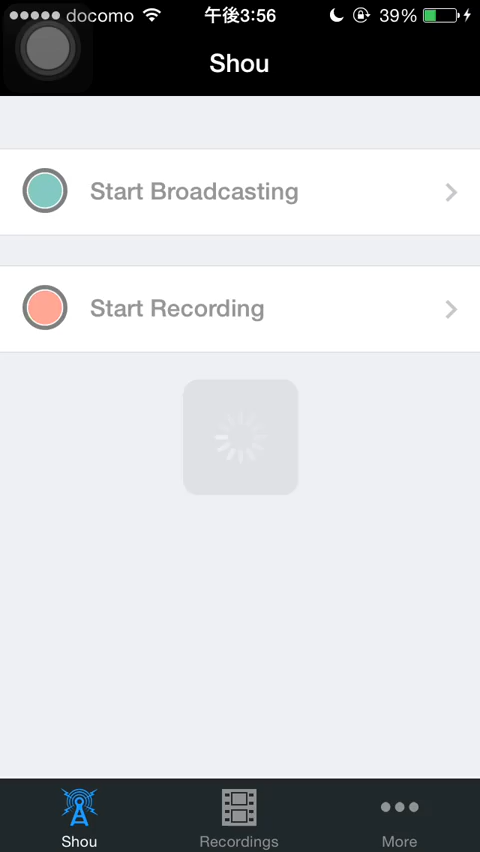 docomo 午後3:56 39%
Shou
Start Broadcasting
Start Recording
Shou Recordings More